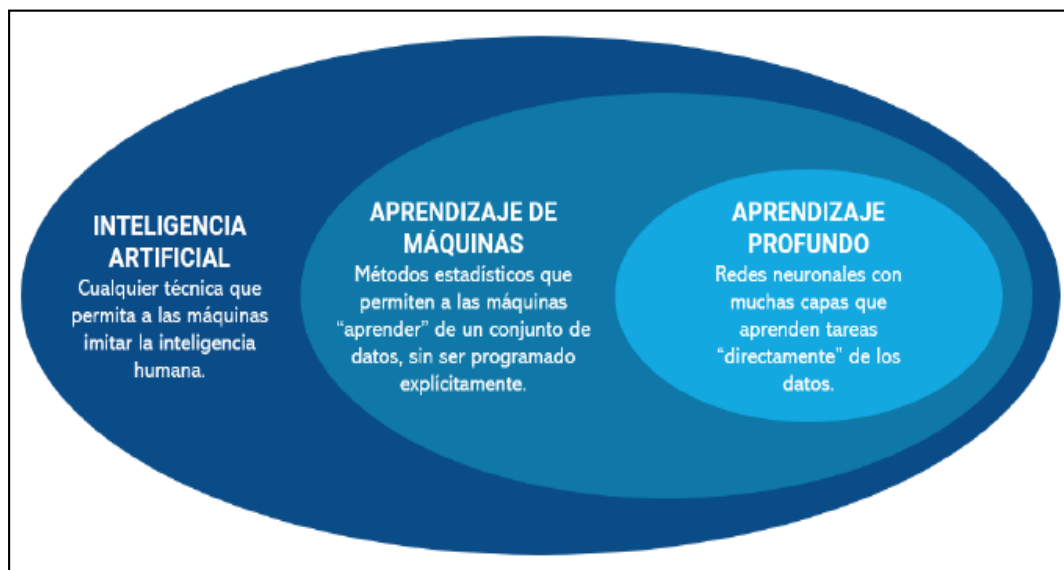 INTELIGENCIA
ARTIFICIAL
Cualquier técnica que
permita a las máquinas
imitar la inteligencia
humana.
APRENDIZAJE DE
MÁQUINAS
Métodos estadísticos que
permiten a las máquinas
“aprender” de un conjunto de
datos, sin ser programado
explícitamente.
APRENDIZAJE
PROFUNDO
Redes neuronales con
muchas capas que
aprenden tareas
“directamente” de los
datos.